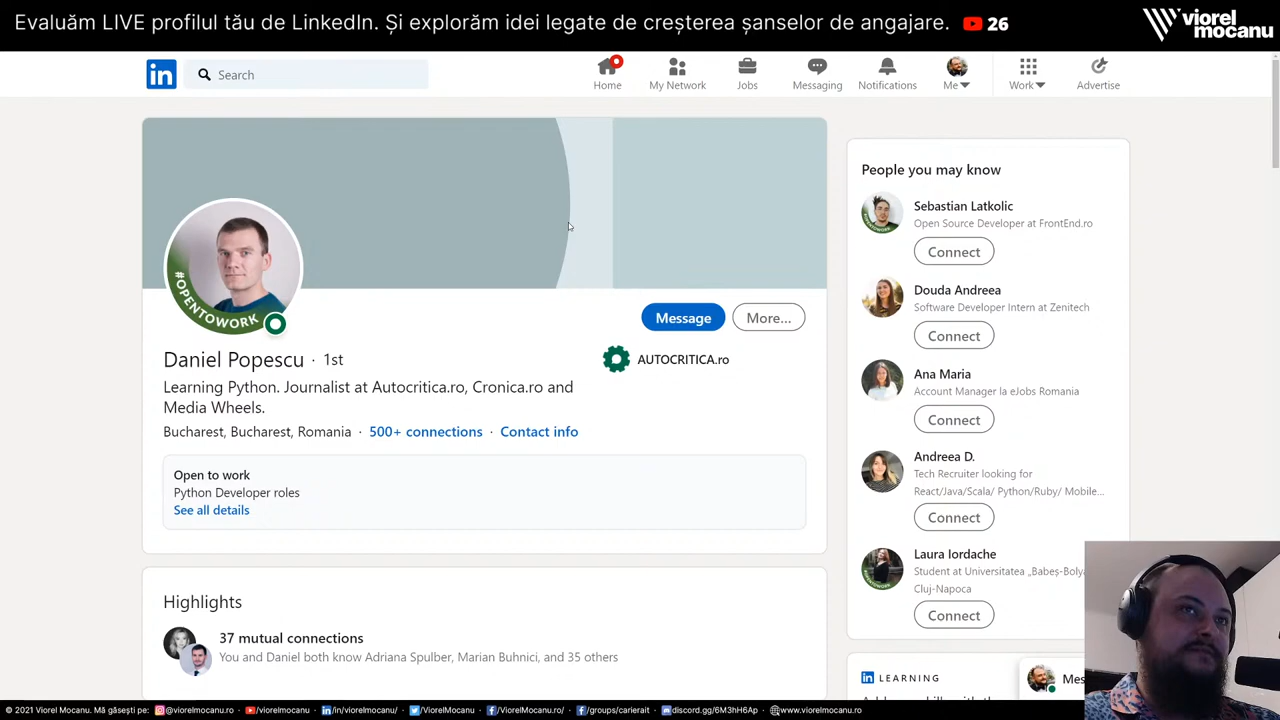 Evaluăm LIVE profilul tău de LinkedIn. Și explorăm idei legate de creșterea șanselor de angajare. 26
viorel
mocanu
in
Search
Home
My Network
Jobs
Messaging
Notifications
Me
Work
Advertise
#OPENTOWORK
Message
More...
Daniel Popescu · 1st
AUTOCRITICA.ro
Learning Python. Journalist at Autocritica.ro, Cronica.ro and
Media Wheels.
Bucharest, Bucharest, Romania · 500+ connections · Contact info
Open to work
Python Developer roles
See all details
Highlights
37 mutual connections
You and Daniel both know Adriana Spulber, Marian Buhnici, and 35 others
People you may know
Sebastian Latkolic
Open Source Developer at FrontEnd.ro
Connect
Douda Andreea
Software Developer Intern at Zenitech
Connect
Ana Maria
Account Manager la eJobs Romania
Connect
Andreea D.
Tech Recruiter looking for
React/Java/Scala/ Python/Ruby/ Mobile...
Connect
Laura Iordache
Student at Universitatea „Babeș-Bolya
Cluj-Napoca
Connect
in LEARNING
Mes
© 2021 Viorel Mocanu. Mă găsești pe: @viorelmocanu.ro | /viorelmocanu | in/viorelmocanu/ | /ViorelMocanu | /ViorelMocanu.ro/ | /groups/carierait | discord.gg/6M3hH6Ap | www.viorelmocanu.ro